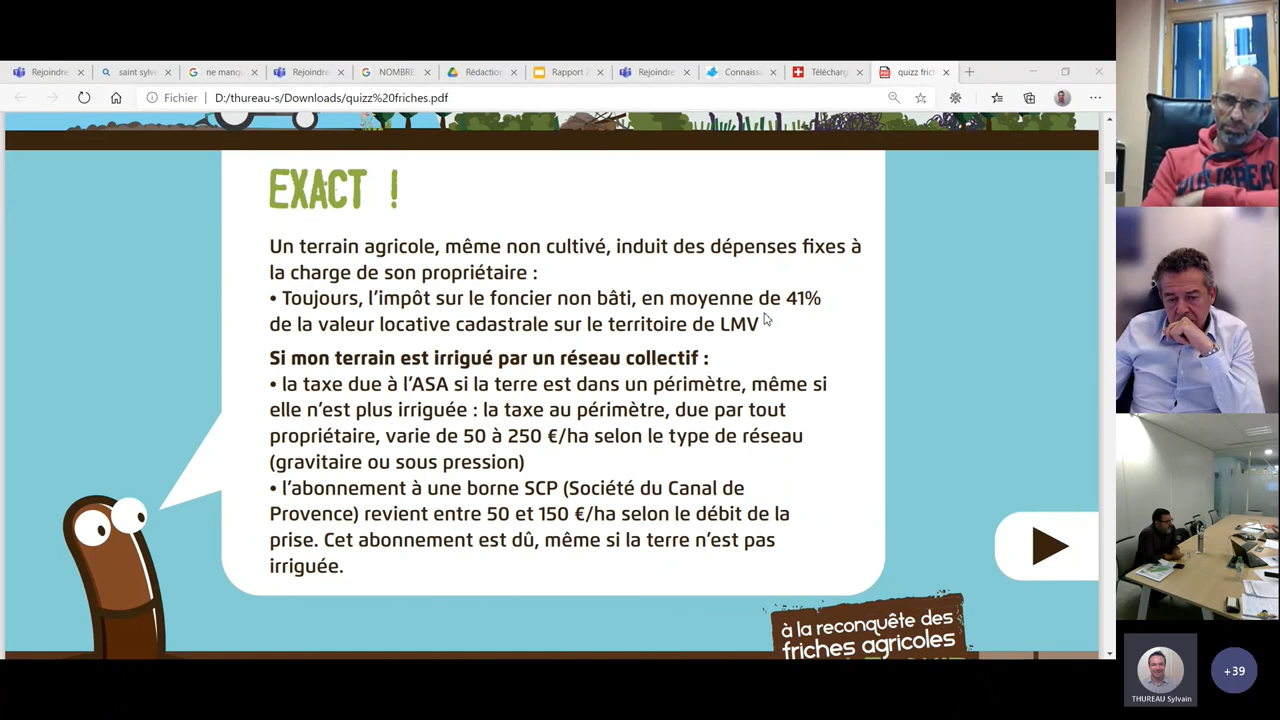 Rejoindre
saint sylve
ne manqu
Rejoindre
NOMBRE
Rédaction
Rapport 2
Rejoindre
Connaiss
Télécharg
quizz frich
Fichier
D:/thureau-s/Downloads/quizz%20friches.pdf
EXACT !
Un terrain agricole, même non cultivé, induit des dépenses fixes à
la charge de son propriétaire :
• Toujours, l’impôt sur le foncier non bâti, en moyenne de 41%
de la valeur locative cadastrale sur le territoire de LMV
Si mon terrain est irrigué par un réseau collectif :
• la taxe due à l’ASA si la terre est dans un périmètre, même si
elle n’est plus irriguée : la taxe au périmètre, due par tout
propriétaire, varie de 50 à 250 €/ha selon le type de réseau
(gravitaire ou sous pression)
• l’abonnement à une borne SCP (Société du Canal de
Provence) revient entre 50 et 150 €/ha selon le débit de la
prise. Cet abonnement est dû, même si la terre n’est pas
irriguée.
à la reconquête des
friches agricoles
THUREAU Sylvain
+39